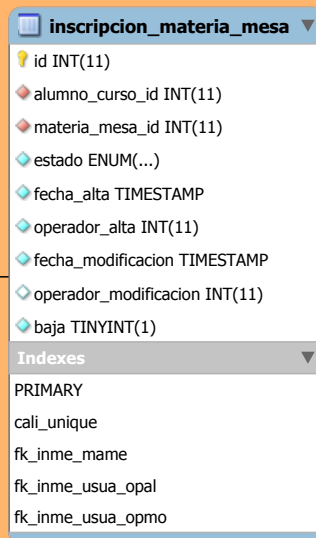 inscripcion_materia_mesa
id INT(11)
alumno_curso_id INT(11)
materia_mesa_id INT(11)
estado ENUM(...)
fecha_alta TIMESTAMP
operador_alta INT(11)
fecha_modificacion TIMESTAMP
operador_modificacion INT(11)
baja TINYINT(1)
Indexes
PRIMARY
cali_unique
fk_inme_mame
fk_inme_usua_opal
fk_inme_usua_opmo